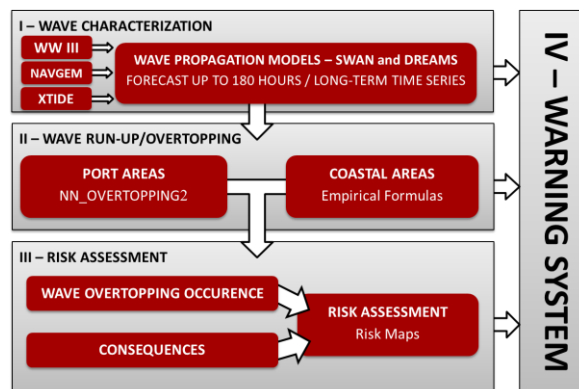 I – WAVE CHARACTERIZATION
WW III
NAVGEM
XTIDE
WAVE PROPAGATION MODELS – SWAN and DREAMS
FORECAST UP TO 180 HOURS / LONG-TERM TIME SERIES
II – WAVE RUN-UP/OVERTOPPING
PORT AREAS
NN_OVERTOPPING2
COASTAL AREAS
Empirical Formulas
III – RISK ASSESSMENT
WAVE OVERTOPPING OCCURENCE
CONSEQUENCES
RISK ASSESSMENT
Risk Maps
IV – WARNING SYSTEM